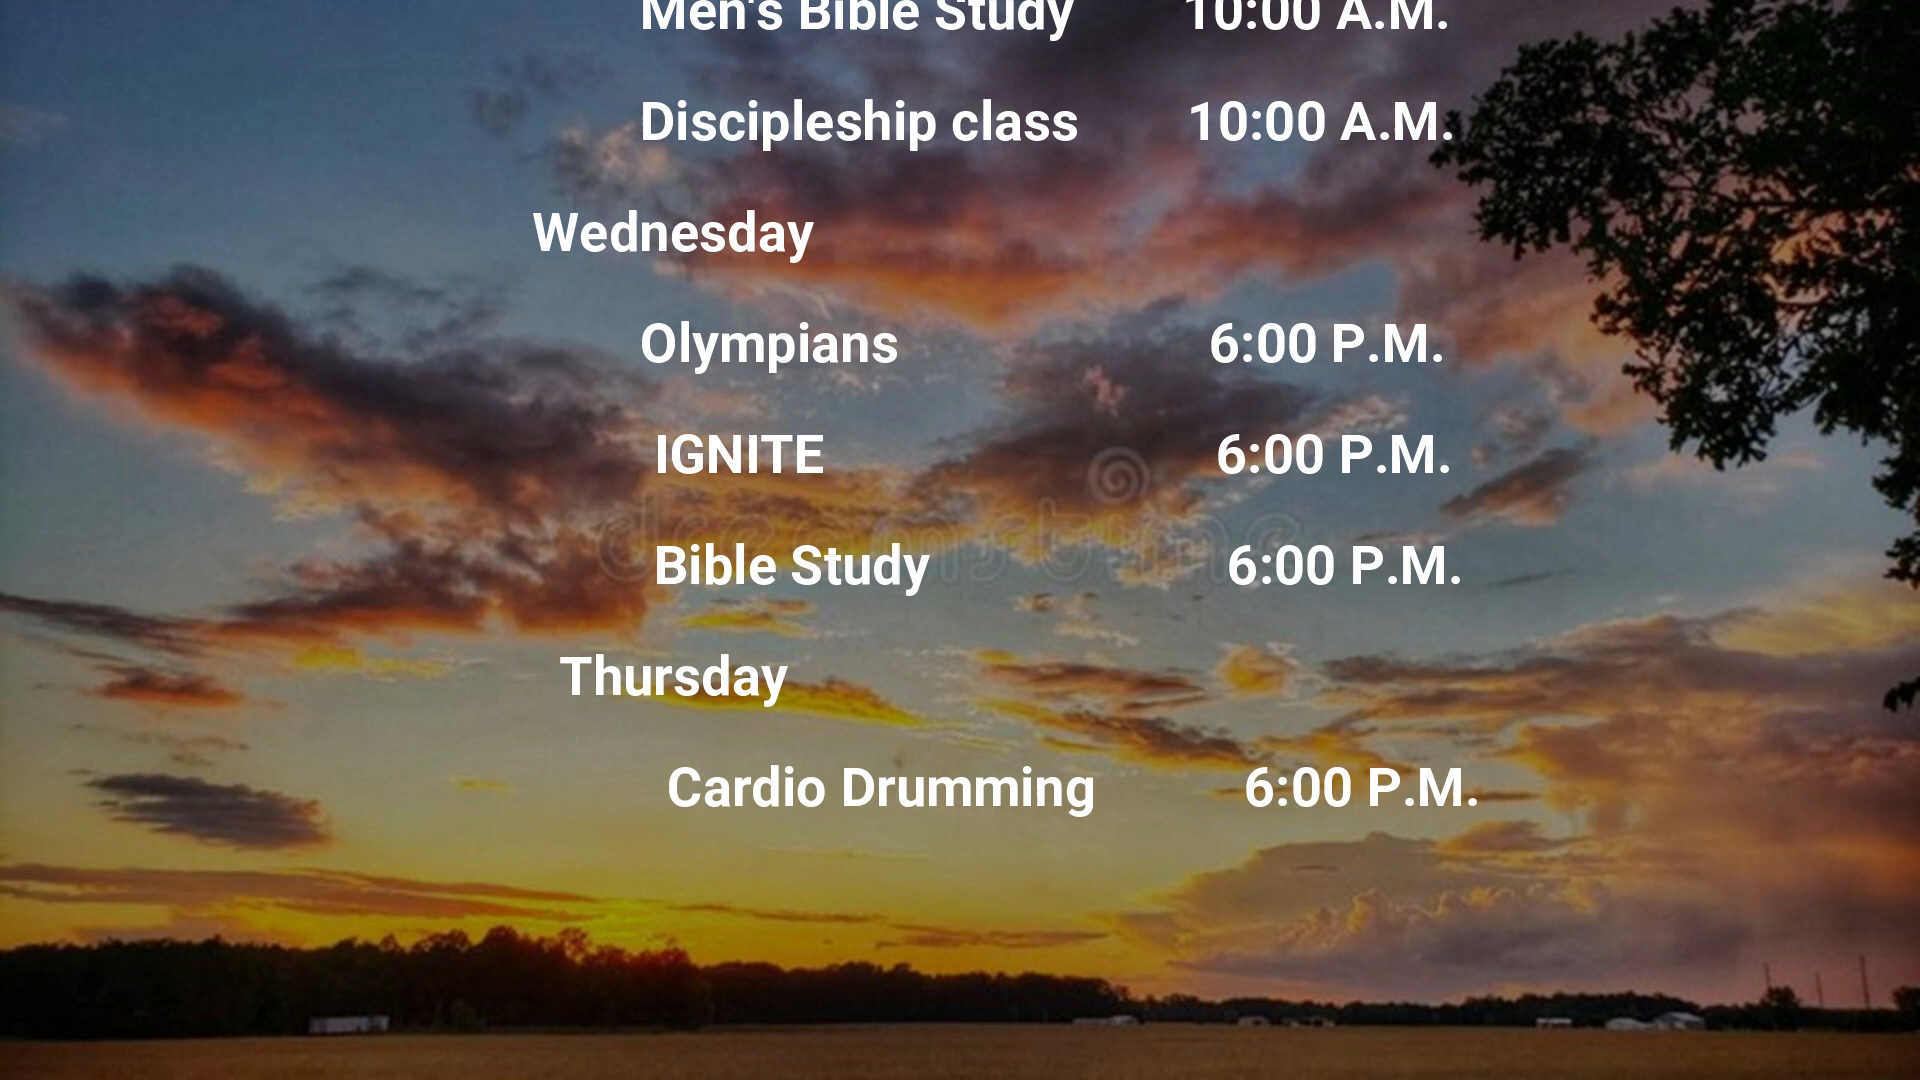 Men's Bible Study 10:00 A.M.
Discipleship class 10:00 A.M.
Wednesday
Olympians 6:00 P.M.
IGNITE 6:00 P.M.
dreamstime
Bible Study 6:00 P.M.
Thursday
Cardio Drumming 6:00 P.M.